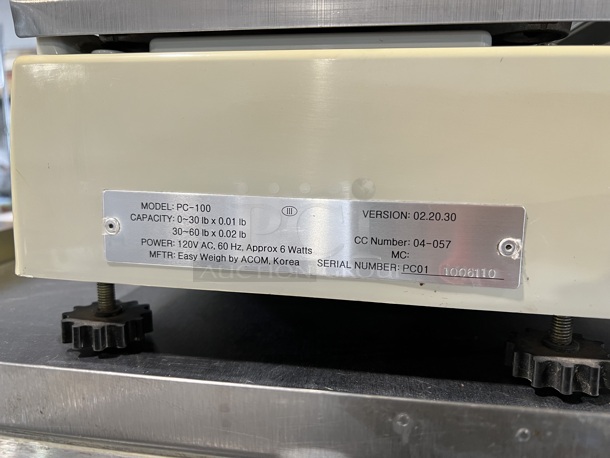 MODEL: PC-100
CAPACITY: 0~30 lb x 0.01 lb
30~60 lb x 0.02 lb
POWER: 120V AC, 60 Hz, Approx 6 Watts
MFTR: Easy Weigh by ACOM, Korea
III
VERSION: 02.20.30
CC Number: 04-057
MC:
SERIAL NUMBER: PC01 1006110